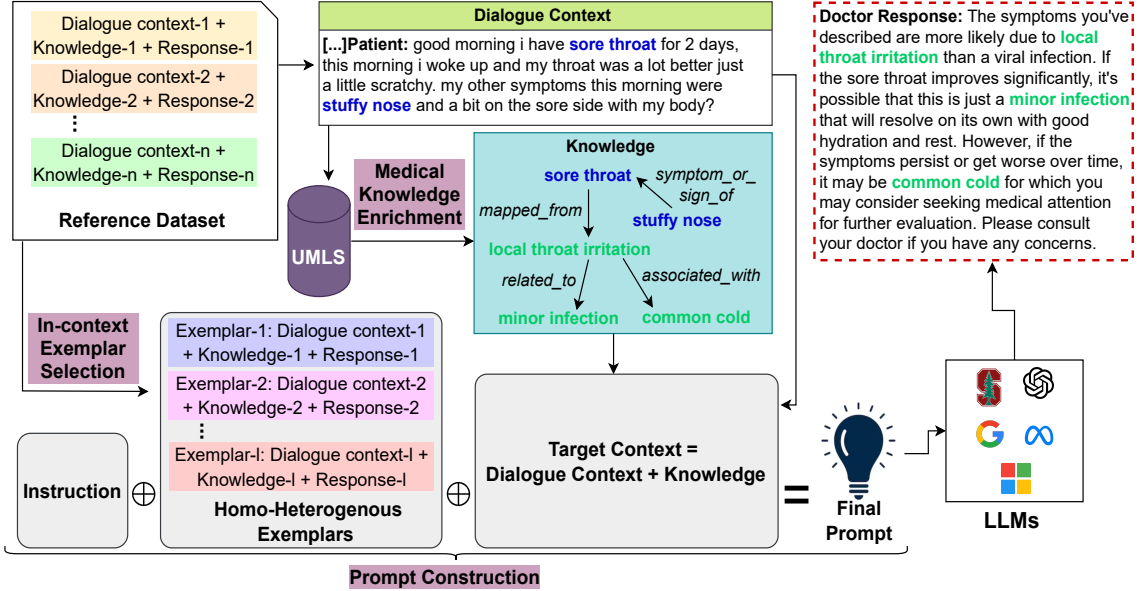 Dialogue context-1 +
Knowledge-1 + Response-1
Dialogue context-2 +
Knowledge-2 + Response-2
Dialogue context-n +
Knowledge-n + Response-n
Reference Dataset
Dialogue Context
[...]Patient: good morning i have sore throat for 2 days,
this morning i woke up and my throat was a lot better just
a little scratchy. my other symptoms this morning were
stuffy nose and a bit on the sore side with my body?
UMLS
Medical
Knowledge
Enrichment
Knowledge
sore throat
symptom_or_
sign_of
mapped_from
stuffy nose
local throat irritation
related_to
associated_with
minor infection
common cold
Doctor Response: The symptoms you've
described are more likely due to local
throat irritation than a viral infection. If
the sore throat improves significantly, it's
possible that this is just a minor infection
that will resolve on its own with good
hydration and rest. However, if the
symptoms persist or get worse over time,
it may be common cold for which you
may consider seeking medical attention
for further evaluation. Please consult
your doctor if you have any concerns.
In-context
Exemplar
Selection
Exemplar-1: Dialogue context-1
+ Knowledge-1 + Response-1
Exemplar-2: Dialogue context-2
+ Knowledge-2 + Response-2
Exemplar-l: Dialogue context-l +
Knowledge-l + Response-l
Homo-Heterogenous
Exemplars
Instruction
Target Context =
Dialogue Context + Knowledge
=
Final
Prompt
LLMs
Prompt Construction